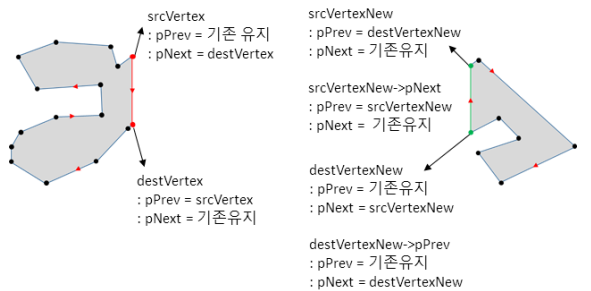 srcVertex
: pPrev = 기존 유지
: pNext = destVertex
destVertex
: pPrev = srcVertex
: pNext = 기존유지
srcVertexNew
: pPrev = destVertexNew
: pNext = 기존유지
srcVertexNew->pNext
: pPrev = srcVertexNew
: pNext =  기존유지
destVertexNew
: pPrev = 기존유지
: pNext = srcVertexNew
destVertexNew->pPrev
: pPrev = 기존유지
: pNext = destVertexNew